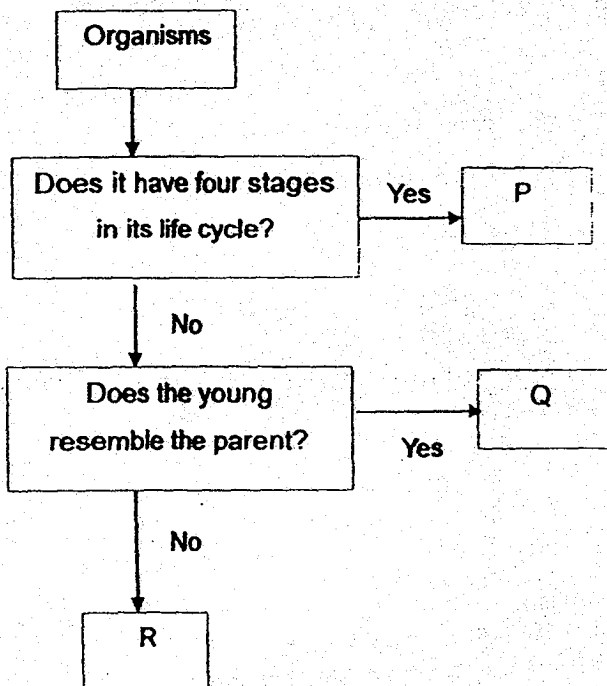 Organisms
Does it have four stages
in its life cycle?
Yes
P
No
Does the young
resemble the parent?
Yes
Q
No
R